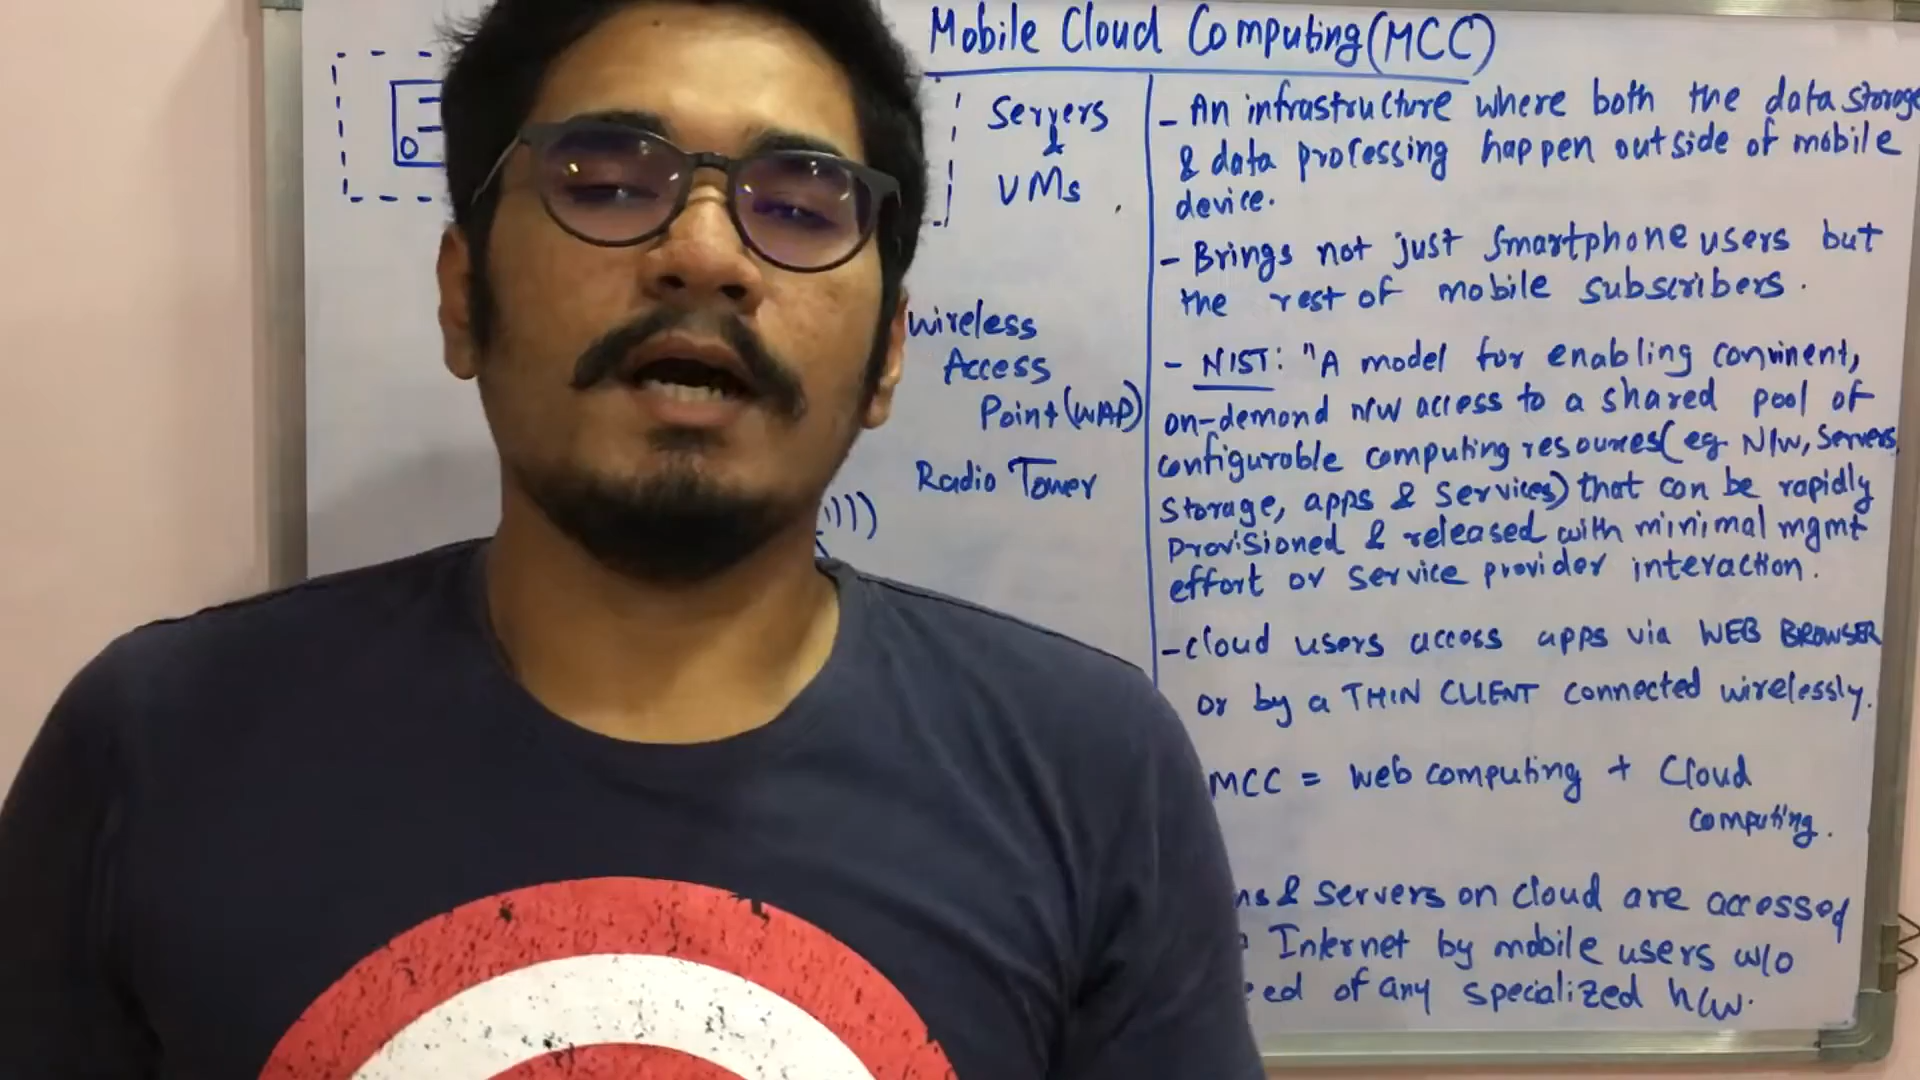 Mobile Cloud Computing (MCC)
Servers
&
VMs
Wireless
Access
Point (WAP)
Radio Tower
- An infrastructure where both the data storage
& data processing happen outside of mobile
device.
- Brings not just smartphone users but
the rest of mobile subscribers.
- NIST: "A model for enabling convinent,
on-demand n/w access to a shared pool of
configurable computing resources (eg N/W, Servers,
storage, apps & services) that can be rapidly
provisioned & released with minimal mgmt
effort or service provider interaction.
- Cloud users access apps via WEB BROWSER
or by a THIN CLIENT connected wirelessly.
MCC = web computing + Cloud
computing.
& servers on cloud are accessed
Internet by mobile users w/o
of any specialized h/w.